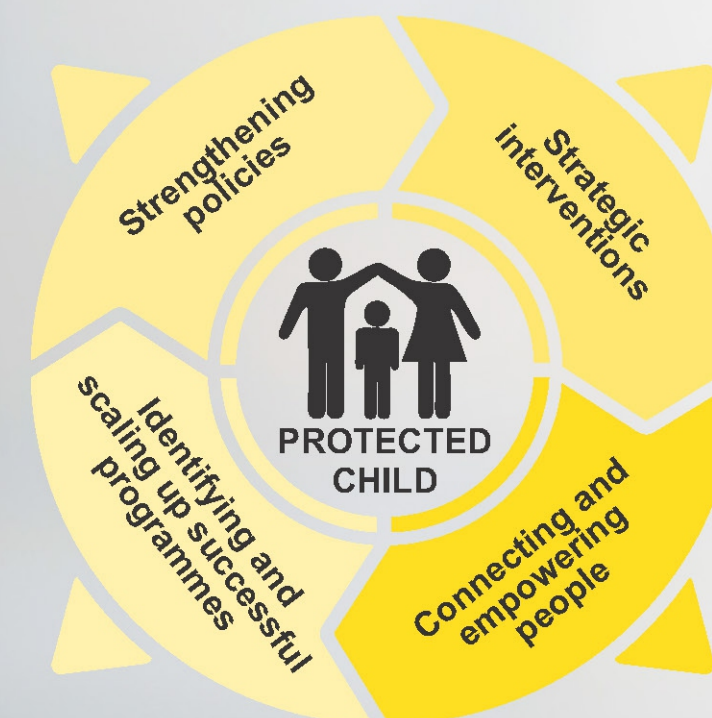 Strengthening
policies
Strategic
interventions
PROTECTED
CHILD
Identifying and
scaling up successful
programmes
Connecting and
empowering
people